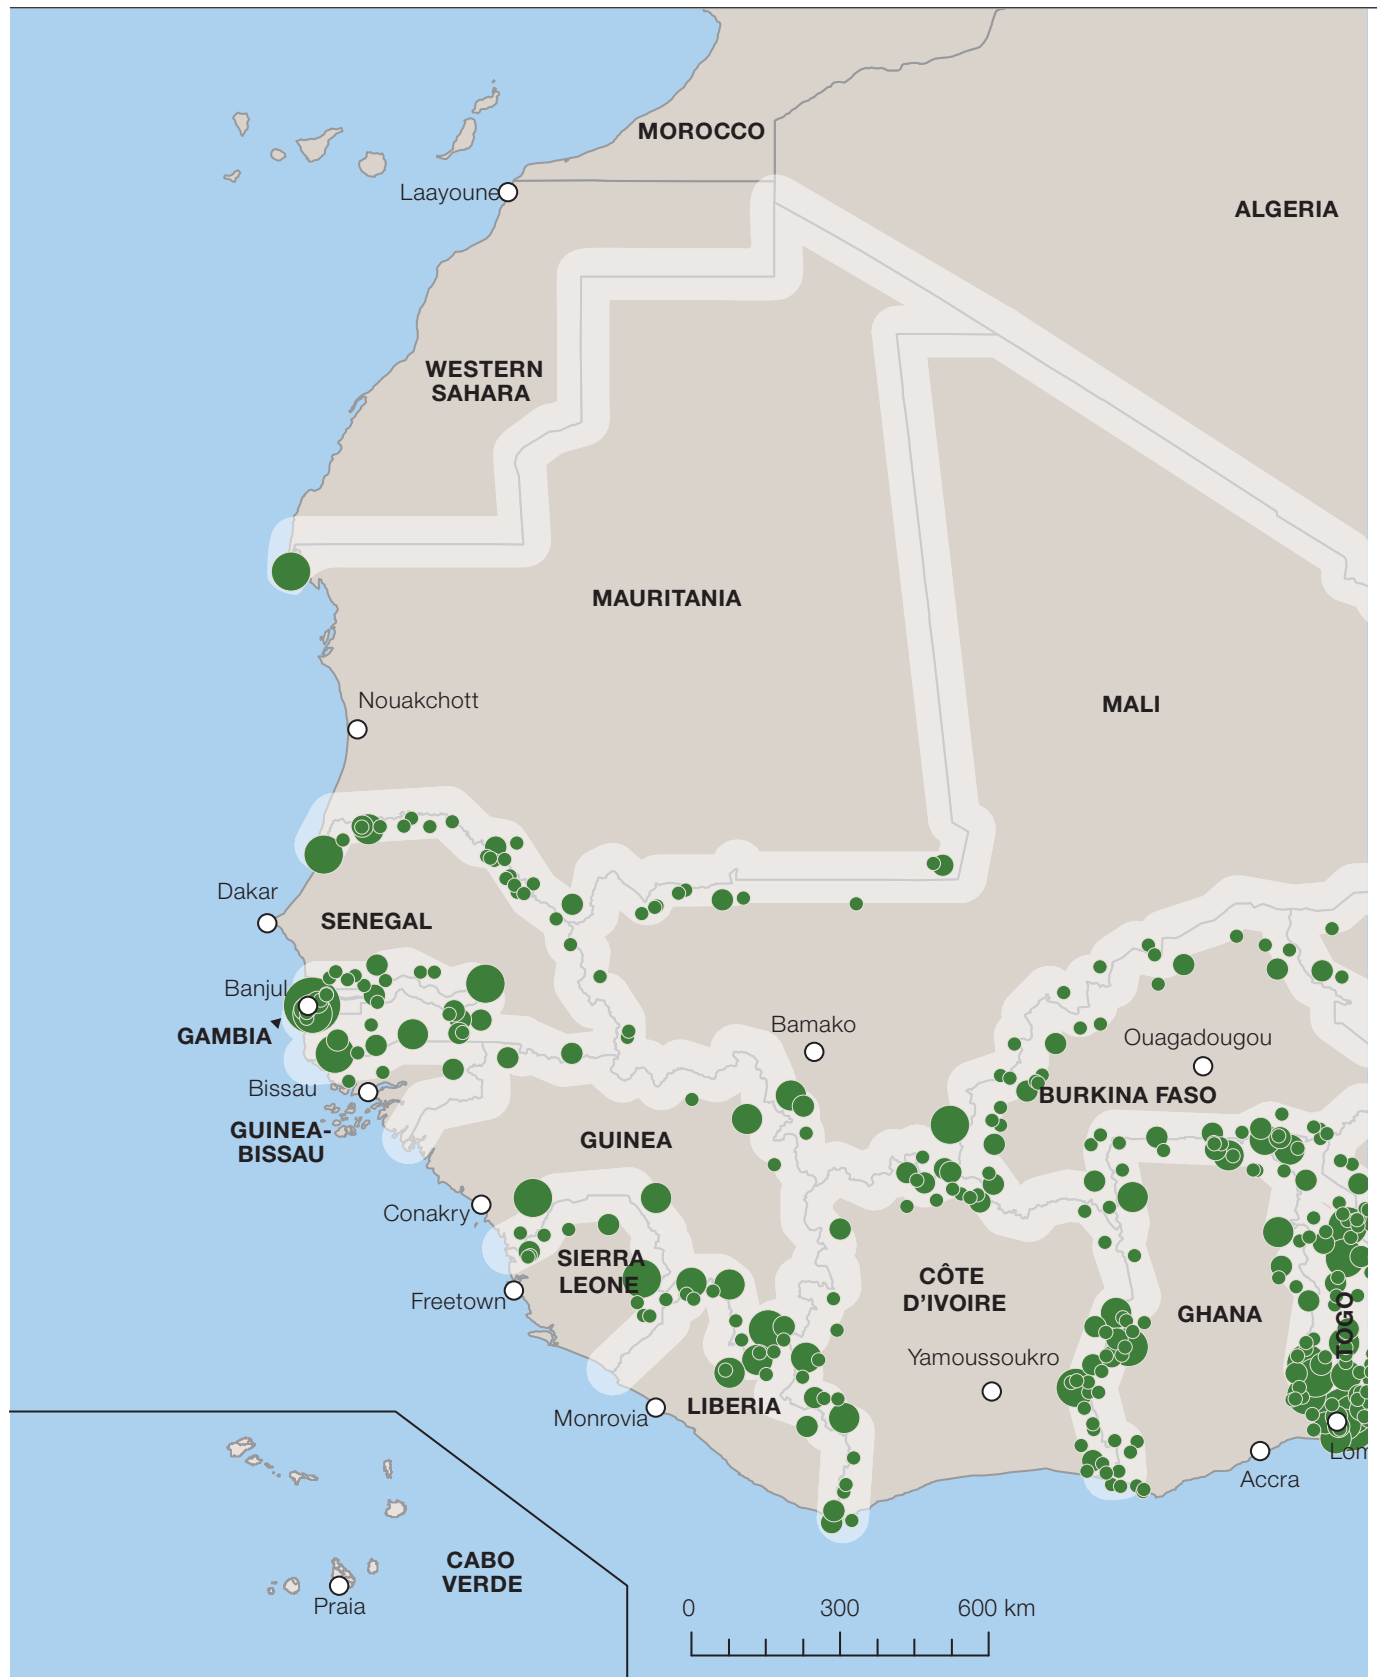 MOROCCO
Laayoune
ALGERIA
WESTERN
SAHARA
MAURITANIA
Nouakchott
MALI
Dakar
SENEGAL
Banjul
GAMBIA
Bamako
Ouagadougou
Bissau
BURKINA FASO
GUINEA-
BISSAU
GUINEA
Conakry
SIERRA
LEONE
CÔTE
D'IVOIRE
Freetown
GHANA
TOGO
Yamoussoukro
LIBERIA
Monrovia
Lom
Accra
CABO
VERDE
Praia
0 300 600 km